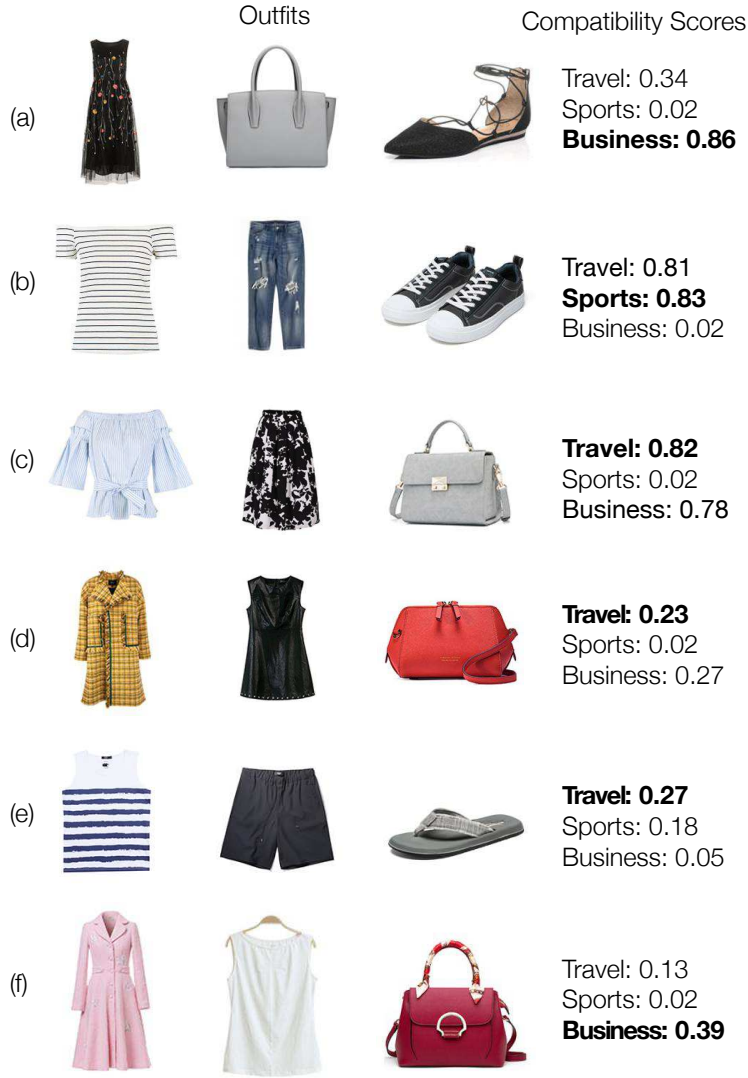 Outfits
Compatibility Scores
(a)
Travel: 0.34
Sports: 0.02
Business: 0.86
(b)
Travel: 0.81
Sports: 0.83
Business: 0.02
(c)
Travel: 0.82
Sports: 0.02
Business: 0.78
(d)
Travel: 0.23
Sports: 0.02
Business: 0.27
(e)
Travel: 0.27
Sports: 0.18
Business: 0.05
(f)
Travel: 0.13
Sports: 0.02
Business: 0.39